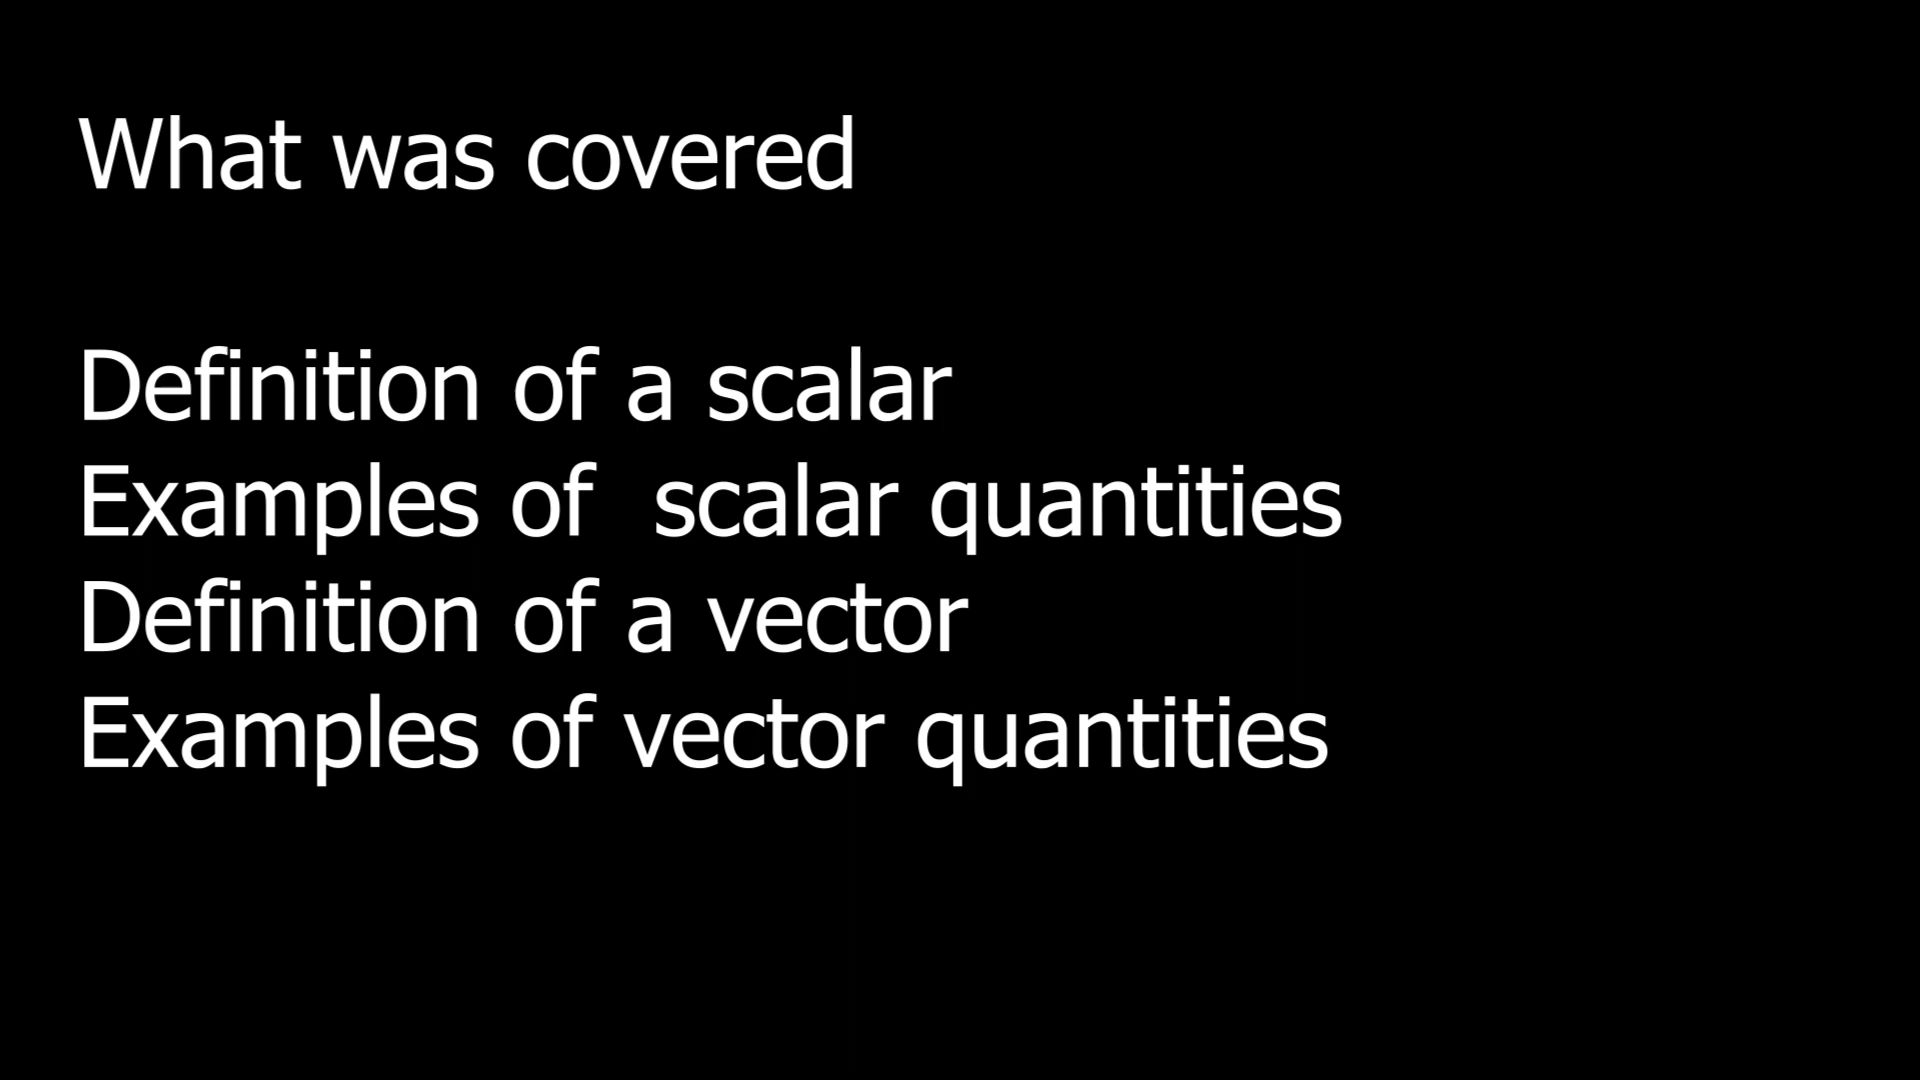 What was covered
Definition of a scalar
Examples of  scalar quantities
Definition of a vector
Examples of vector quantities